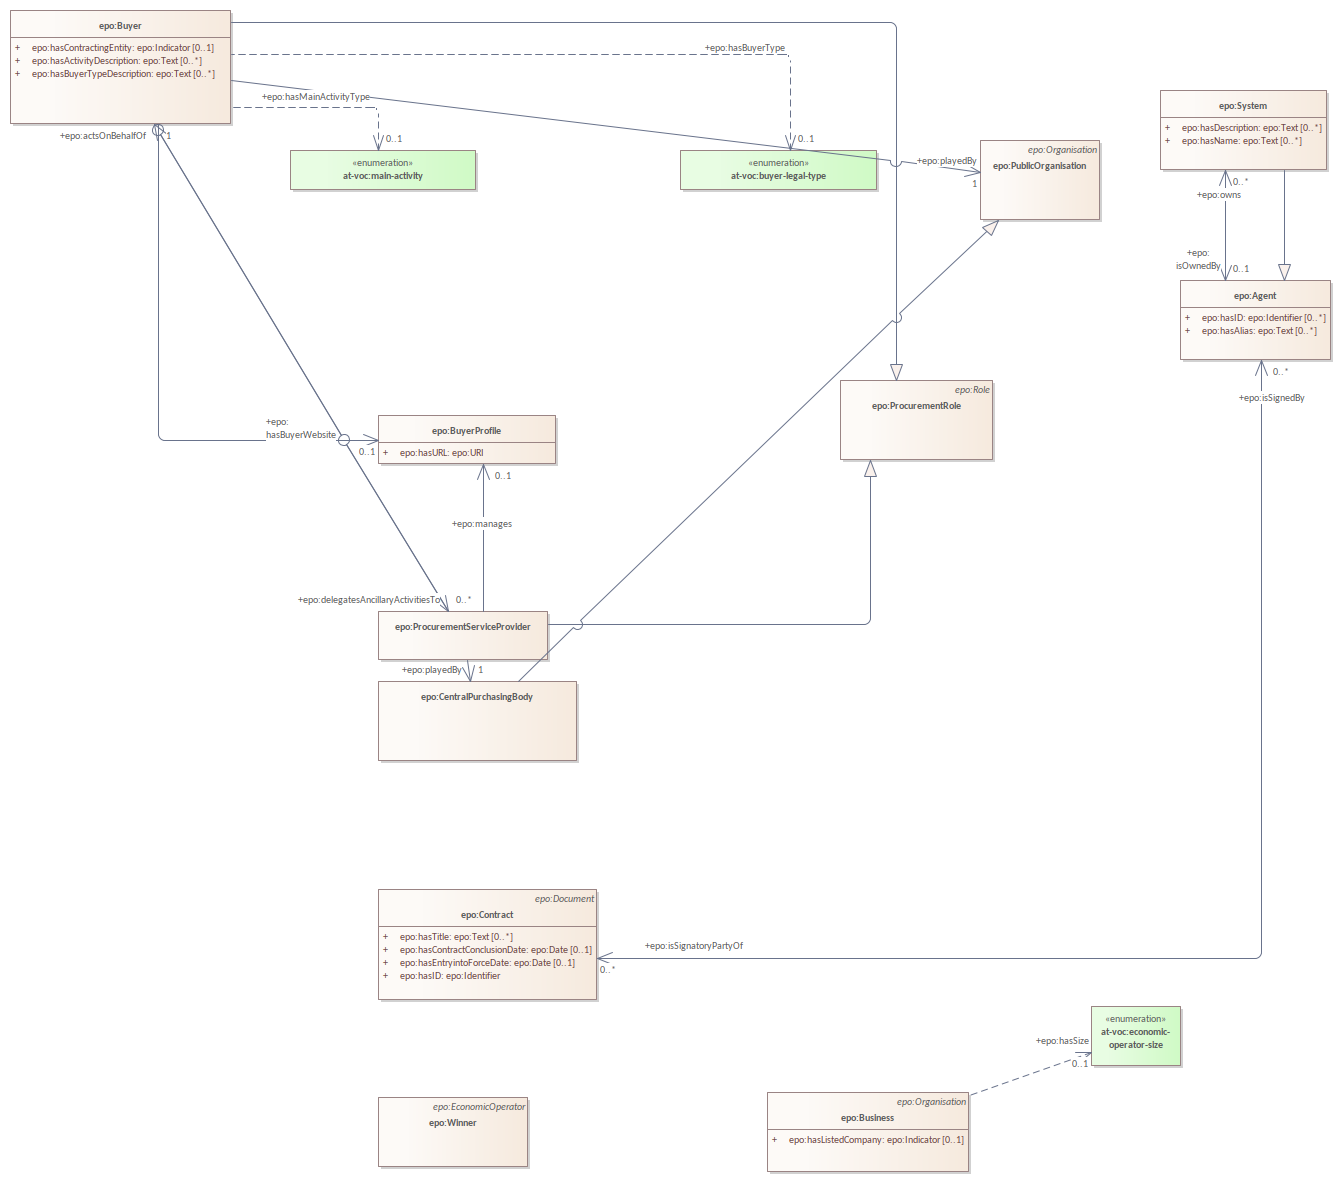 epo:Buyer
+ epo:hasContractingEntity: epo:Indicator [0..1]
+ epo:hasActivityDescription: epo:Text [0..*]
+ epo:hasBuyerTypeDescription: epo:Text [0..*]
+epo:hasBuyerType
0..1
+epo:hasMainActivityType
0..1
+epo:actsOnBehalfOf
1
«enumeration»
at-voc:main-activity
«enumeration»
at-voc:buyer-legal-type
+epo:playedBy
1
epo:Organisation
epo:PublicOrganisation
epo:System
+ epo:hasDescription: epo:Text [0..*]
+ epo:hasName: epo:Text [0..*]
0..*
+epo:owns
+epo:
isOwnedBy
0..1
epo:Agent
+ epo:hasID: epo:Identifier [0..*]
+ epo:hasAlias: epo:Text [0..*]
0..*
+epo:isSignedBy
epo:Role
epo:ProcurementRole
+epo:
hasBuyerWebsite
0..1
epo:BuyerProfile
+ epo:hasURL: epo:URI
0..1
+epo:manages
+epo:delegatesAncillaryActivitiesTo
0..*
epo:ProcurementServiceProvider
+epo:playedBy
1
epo:CentralPurchasingBody
epo:Document
epo:Contract
+ epo:hasTitle: epo:Text [0..*]
+ epo:hasContractConclusionDate: epo:Date [0..1]
+ epo:hasEntryintoForceDate: epo:Date [0..1]
+ epo:hasID: epo:Identifier
+epo:isSignatoryPartyOf
0..*
«enumeration»
at-voc:economic-
operator-size
+epo:hasSize
0..1
epo:EconomicOperator
epo:Winner
epo:Organisation
epo:Business
+ epo:hasListedCompany: epo:Indicator [0..1]